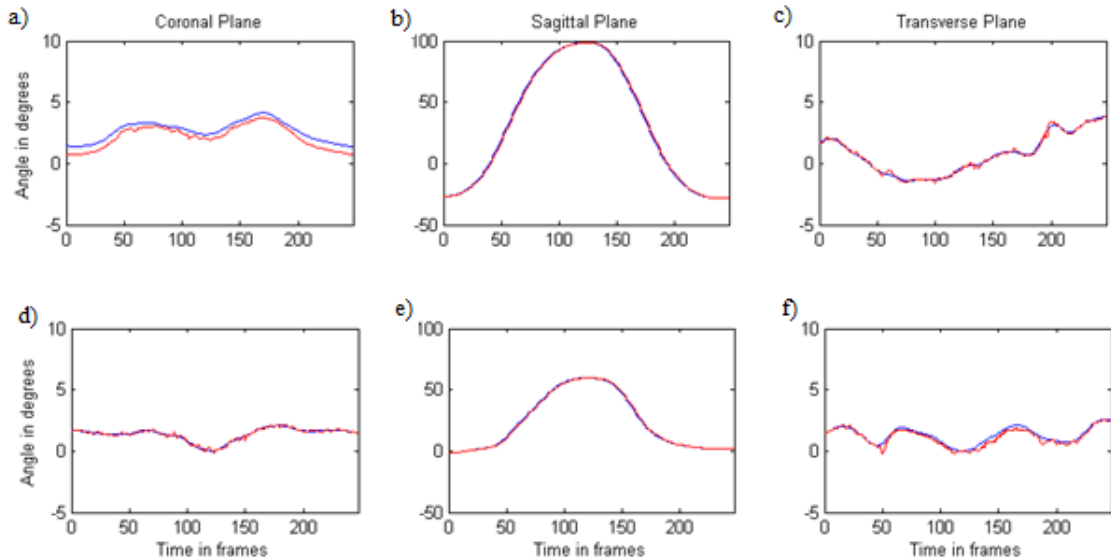 a) Coronal Plane
b) Sagittal Plane
c) Transverse Plane
Angle in degrees
10
5
0
-5
0 50 100 150 200
100
50
0
-50
0 50 100 150 200
10
5
0
-5
0 50 100 150 200
d)
e)
f)
Angle in degrees
10
5
0
-5
0 50 100 150 200
Time in frames
100
50
0
-50
0 50 100 150 200
Time in frames
10
5
0
-5
0 50 100 150 200
Time in frames